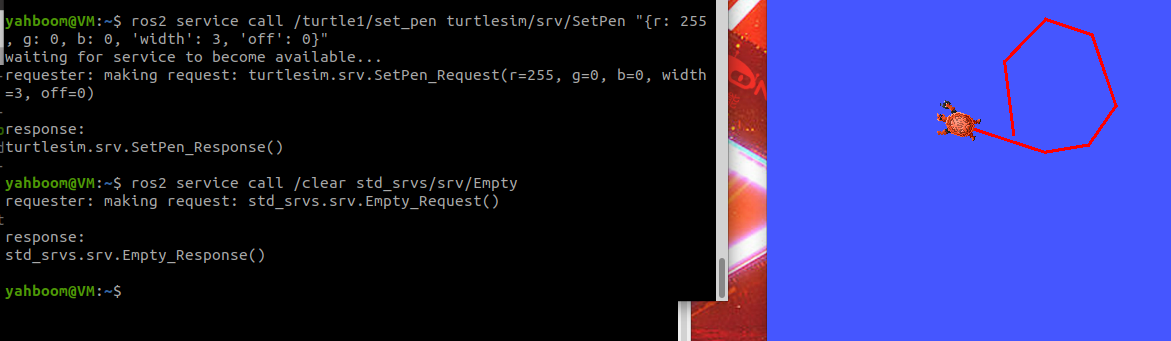 yahboom@VM:~$ ros2 service call /turtle1/set_pen turtlesim/srv/SetPen "{r: 255
, g: 0, b: 0, 'width': 3, 'off': 0}"
waiting for service to become available...
requester: making request: turtlesim.srv.SetPen_Request(r=255, g=0, b=0, width
=3, off=0)
response:
turtlesim.srv.SetPen_Response()
yahboom@VM:~$ ros2 service call /clear std_srvs/srv/Empty
requester: making request: std_srvs.srv.Empty_Request()
response:
std_srvs.srv.Empty_Response()
yahboom@VM:~$